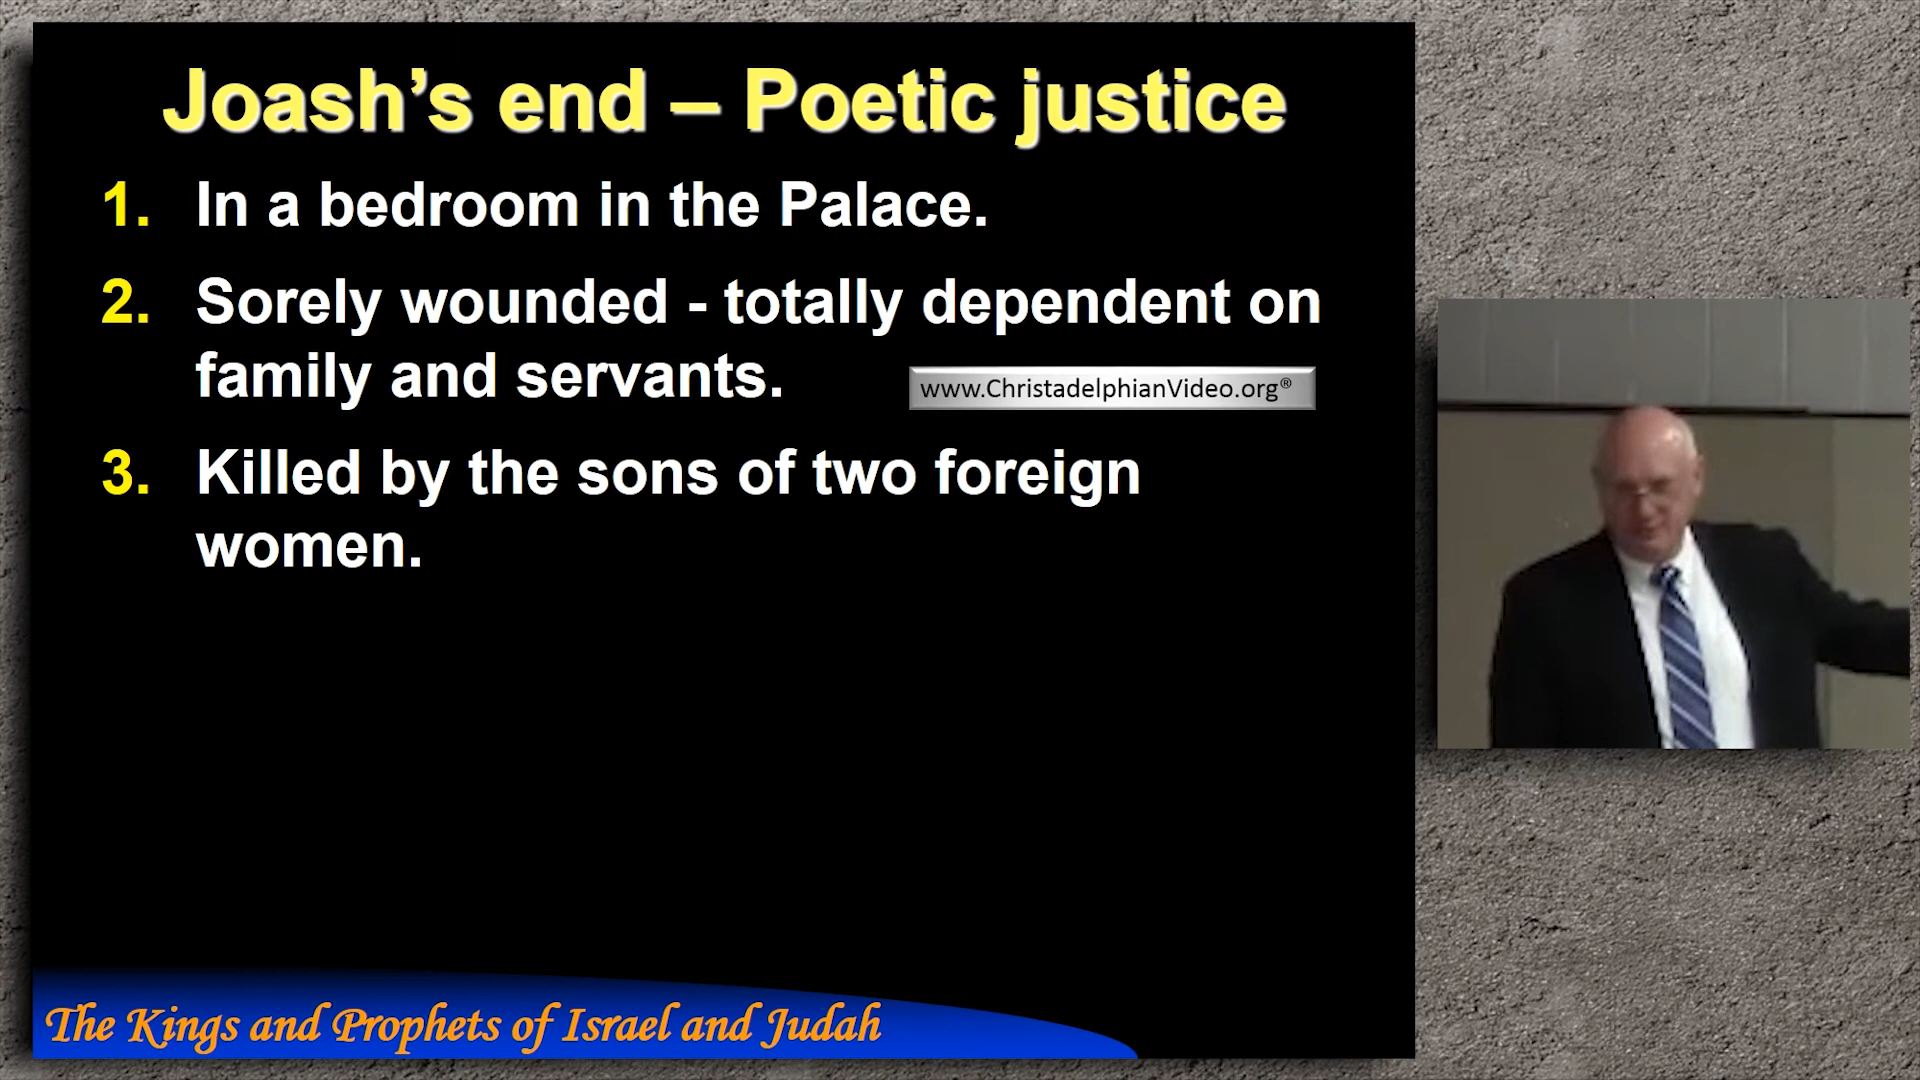 Joash’s end – Poetic justice
1. In a bedroom in the Palace.
2. Sorely wounded - totally dependent on
family and servants.
www.ChristadelphianVideo.org®
3. Killed by the sons of two foreign
women.
The Kings and Prophets of Israel and Judah